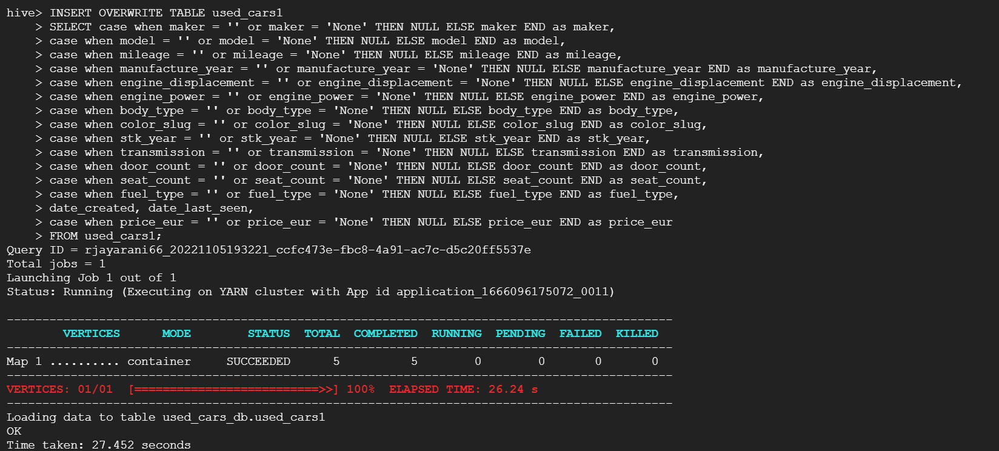 hive> INSERT OVERWRITE TABLE used_cars1
> SELECT case when maker = '' or maker = 'None' THEN NULL ELSE maker END as maker,
> case when model = '' or model = 'None' THEN NULL ELSE model END as model,
> case when mileage = '' or mileage = 'None' THEN NULL ELSE mileage END as mileage,
> case when manufacture_year = '' or manufacture_year = 'None' THEN NULL ELSE manufacture_year END as manufacture_year,
> case when engine_displacement = '' or engine_displacement = 'None' THEN NULL ELSE engine_displacement END as engine_displacement,
> case when engine_power = '' or engine_power = 'None' THEN NULL ELSE engine_power END as engine_power,
> case when body_type = '' or body_type = 'None' THEN NULL ELSE body_type END as body_type,
> case when color_slug = '' or color_slug = 'None' THEN NULL ELSE color_slug END as color_slug,
> case when stk_year = '' or stk_year = 'None' THEN NULL ELSE stk_year END as stk_year,
> case when transmission = '' or transmission = 'None' THEN NULL ELSE transmission END as transmission,
> case when door_count = '' or door_count = 'None' THEN NULL ELSE door_count END as door_count,
> case when seat_count = '' or seat_count = 'None' THEN NULL ELSE seat_count END as seat_count,
> case when fuel_type = '' or fuel_type = 'None' THEN NULL ELSE fuel_type END as fuel_type,
> date_created, date_last_seen,
> case when price_eur = '' or price_eur = 'None' THEN NULL ELSE price_eur END as price_eur
> FROM used_cars1;
Query ID = rjayarani66_20221105193221_ccfc473e-fbc8-4a91-ac7c-d5c20ff5537e
Total jobs = 1
Launching Job 1 out of 1
Status: Running (Executing on YARN cluster with App id application_1666096175072_0011)
----------------------------------------------------------------------------------------------
VERTICES MODE STATUS TOTAL COMPLETED RUNNING PENDING FAILED KILLED
----------------------------------------------------------------------------------------------
Map 1 .......... container SUCCEEDED 5 5 0 0 0 0
----------------------------------------------------------------------------------------------
VERTICES: 01/01 [==========================>>] 100% ELAPSED TIME: 26.24 s
----------------------------------------------------------------------------------------------
Loading data to table used_cars_db.used_cars1
OK
Time taken: 27.452 seconds